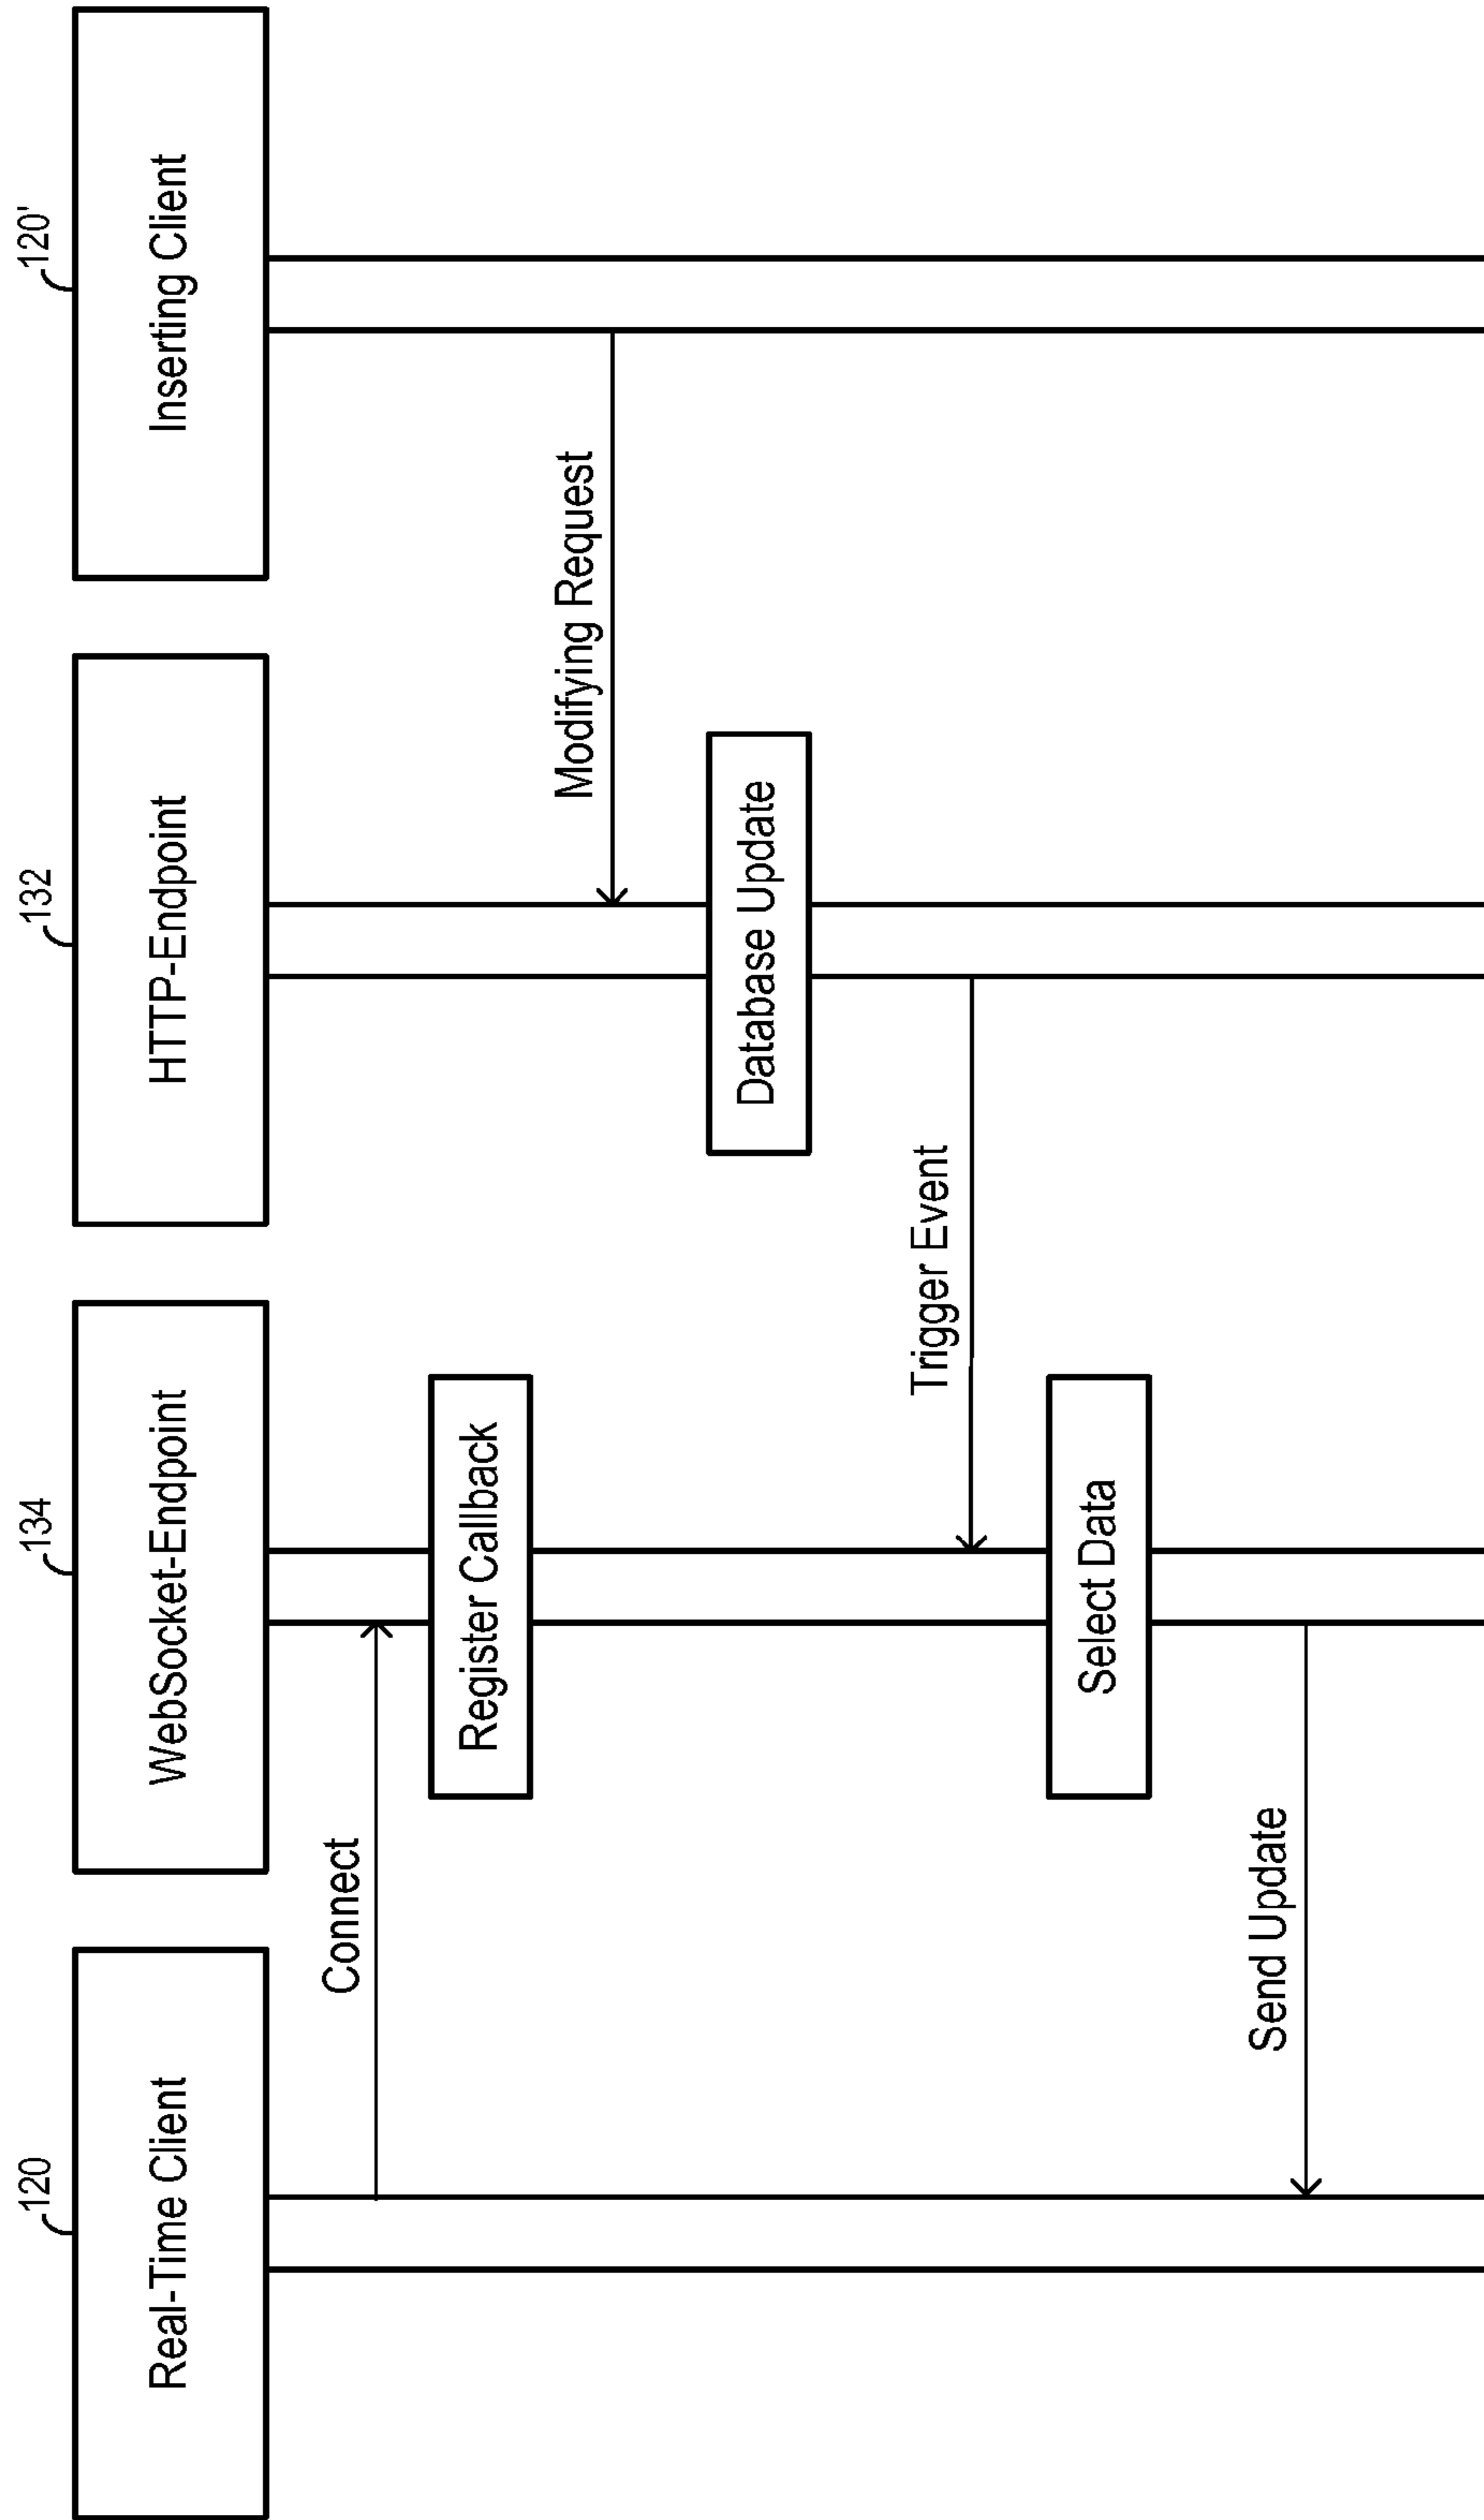 120
134
132
120'
Real-Time Client
WebSocket-Endpoint
HTTP-Endpoint
Inserting Client
Connect
Register Callback
Modifying Request
Database Update
Trigger Event
Select Data
Send Update